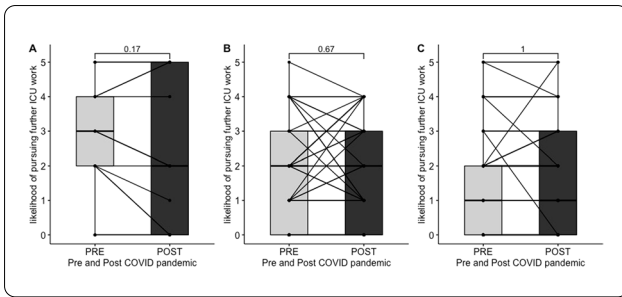 A
0.17
likelihood of pursuing further ICU work
5
4
3
2
1
0
PRE POST
Pre and Post COVID pandemic
B
0.67
likelihood of pursuing further ICU work
5
4
3
2
1
0
PRE POST
Pre and Post COVID pandemic
C
1
likelihood of pursuing further ICU work
5
4
3
2
1
0
PRE POST
Pre and Post COVID pandemic